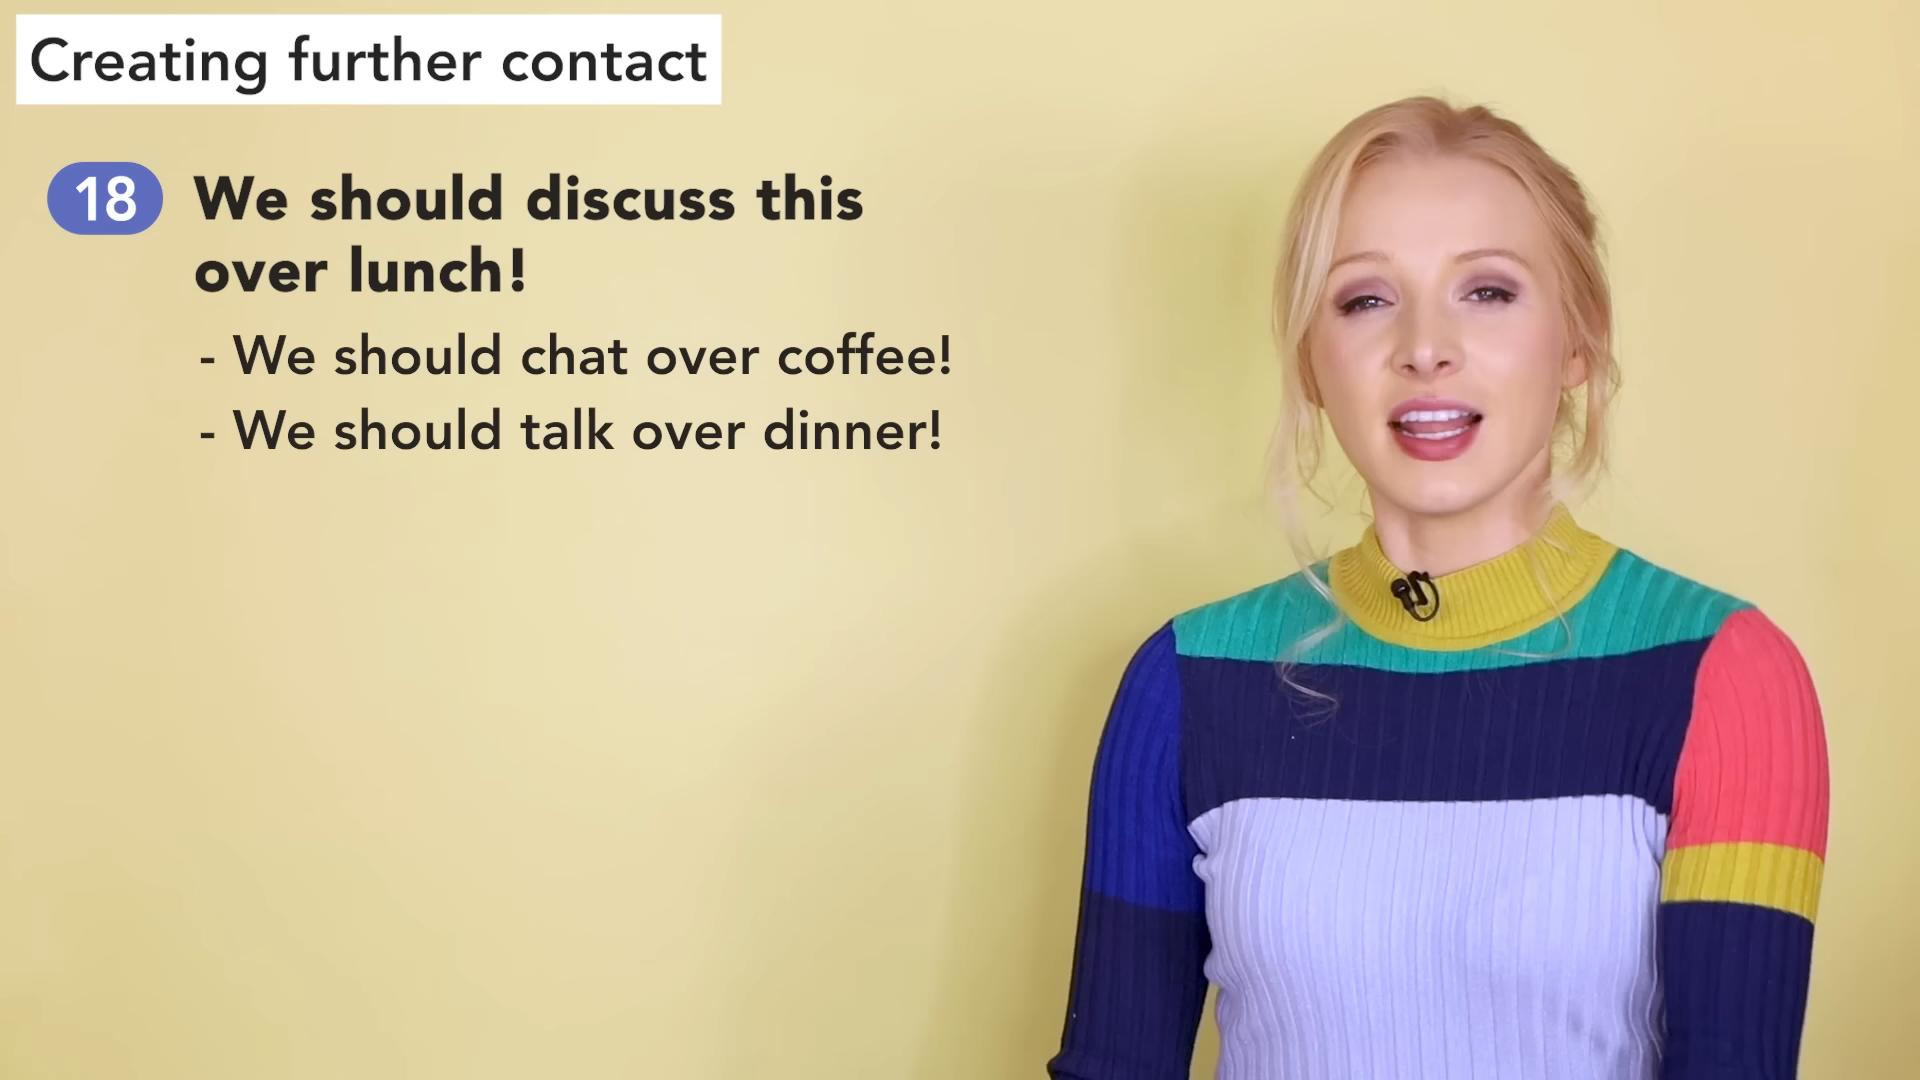 Creating further contact
18 We should discuss this
over lunch!
- We should chat over coffee!
- We should talk over dinner!